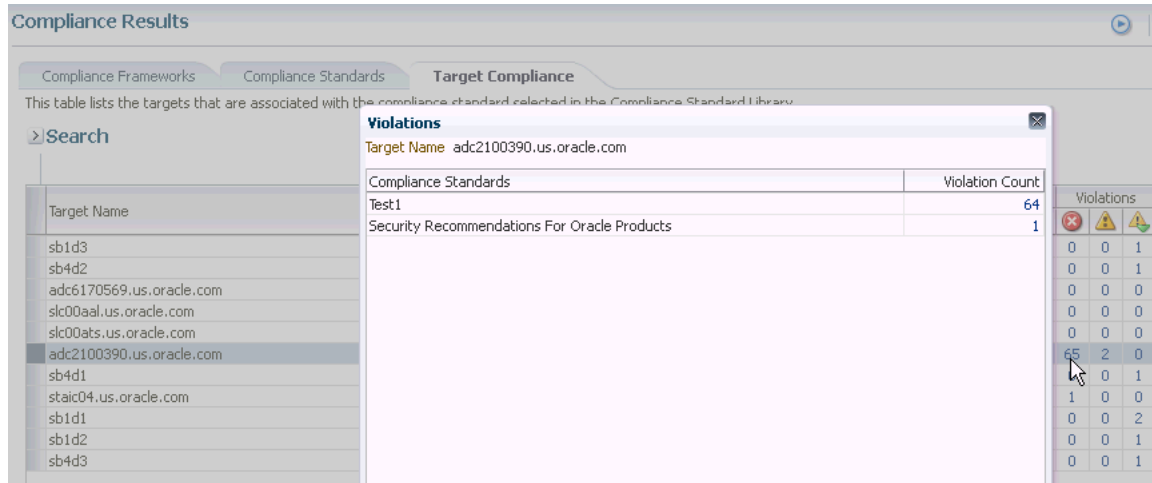 Compliance Results
Compliance Frameworks Compliance Standards Target Compliance
This table lists the targets that are associated with the compliance standard selected in the Compliance Standard Library
Violations
Target Name adc2100390.us.oracle.com
Search
Compliance Standards Violation Count
Test1 64
Security Recommendations For Oracle Products 1
Target Name Violations
sb1d3 0 0 1
sb4d2 0 0 1
adc6170569.us.oracle.com 0 0 0
slc00aal.us.oracle.com 0 0 0
slc00ats.us.oracle.com 0 0 0
adc2100390.us.oracle.com 65 2 0
sb4d1 0 1
staic04.us.oracle.com 1 0 0
sb1d1 0 0 2
sb1d2 0 0 1
sb4d3 0 0 1